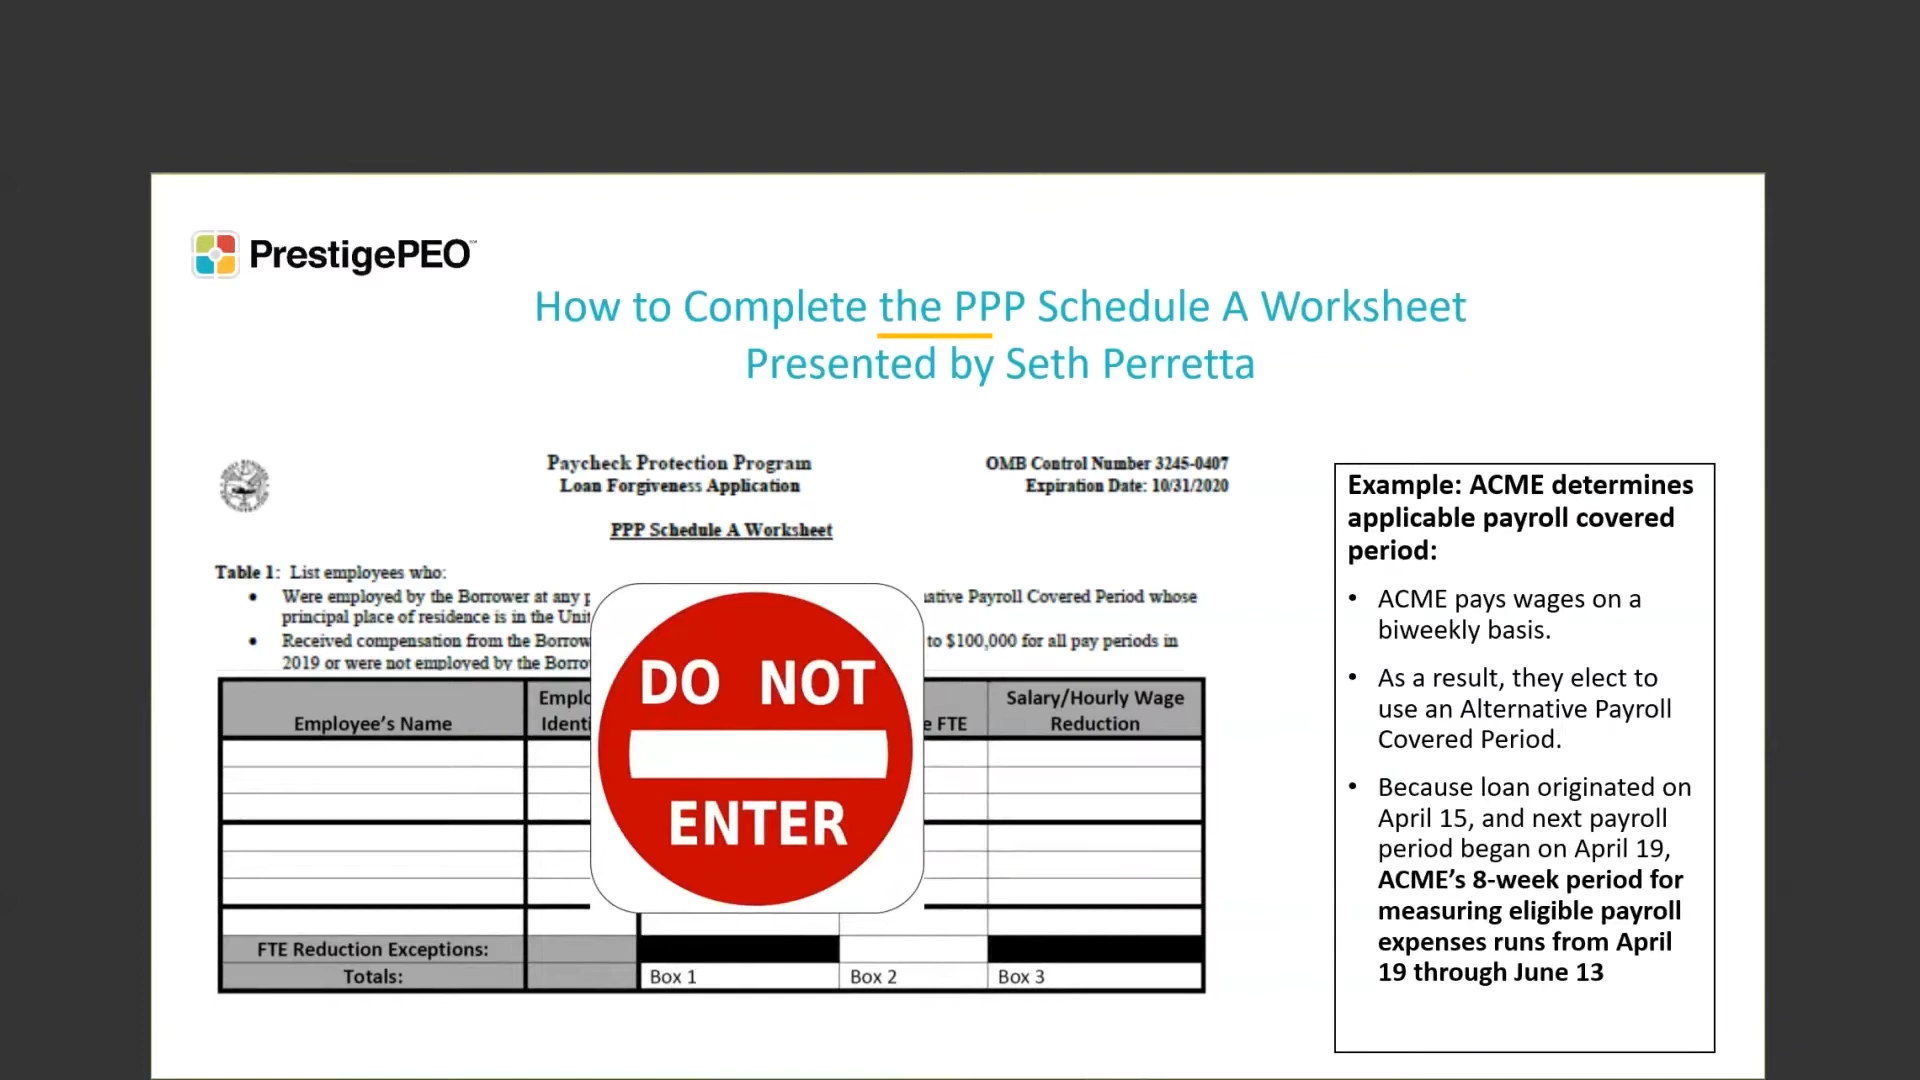 PrestigePEO™
How to Complete the PPP Schedule A Worksheet
Presented by Seth Perretta
Paycheck Protection Program
Loan Forgiveness Application
OMB Control Number 3245-0407
Expiration Date: 10/31/2020
PPP Schedule A Worksheet
Table 1: List employees who:
• Were employed by the Borrower at any
ative Payroll Covered Period whose
principal place of residence is in the Unit
• Received compensation from the Borrow
to $100,000 for all pay periods in
2019 or were not employed by the Borro
Employee's Name
Emplo
Identi
e FTE
Salary/Hourly Wage
Reduction
DO NOT
ENTER
FTE Reduction Exceptions:
Totals:
Box 1
Box 2
Box 3
Example: ACME determines
applicable payroll covered
period:
• ACME pays wages on a
biweekly basis.
• As a result, they elect to
use an Alternative Payroll
Covered Period.
• Because loan originated on
April 15, and next payroll
period began on April 19,
ACME's 8-week period for
measuring eligible payroll
expenses runs from April
19 through June 13